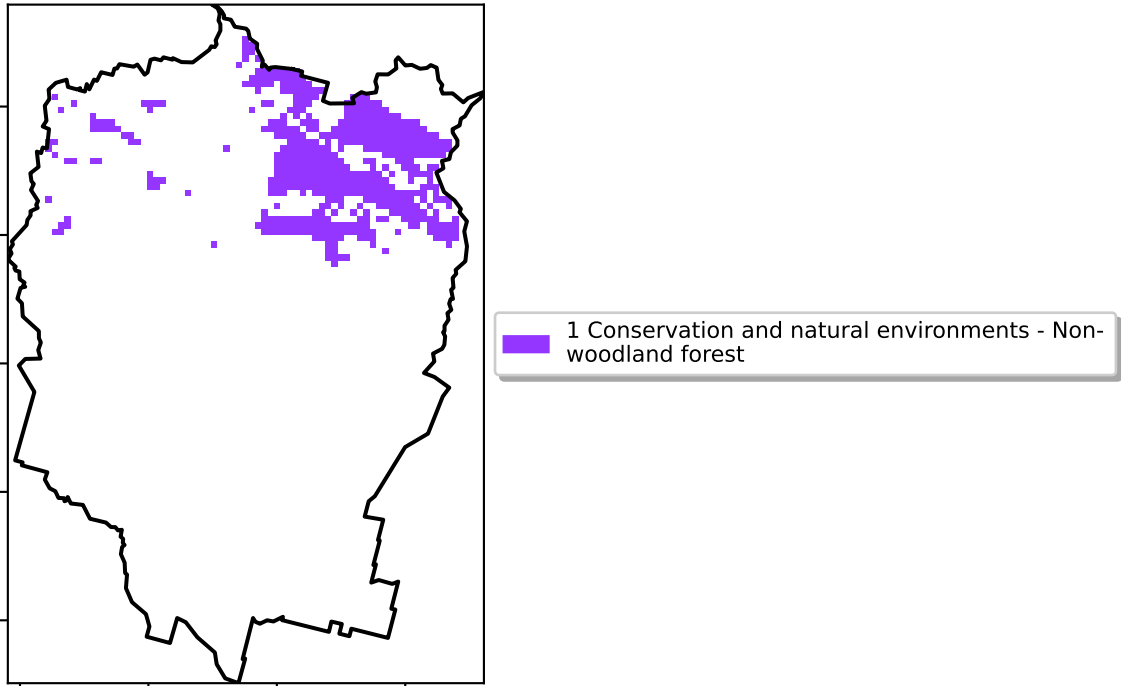 1 Conservation and natural environments - Non-
woodland forest